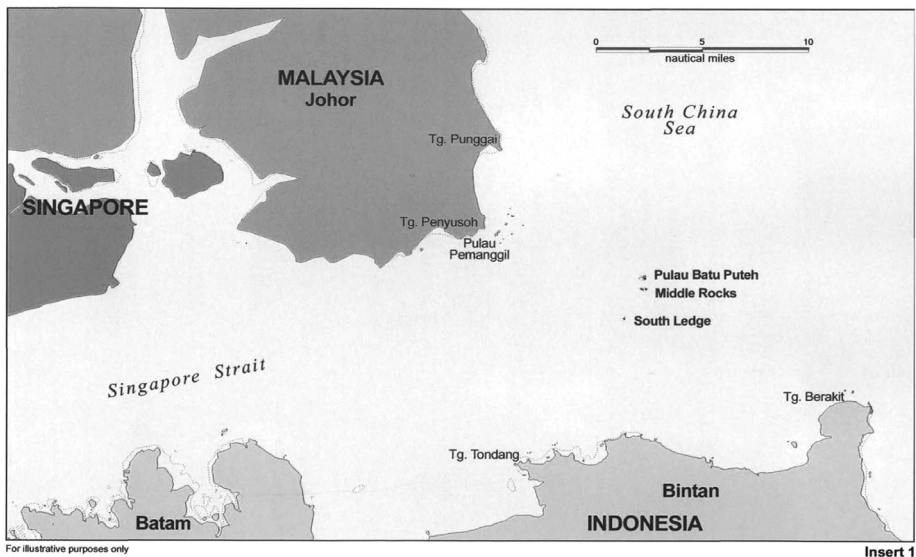 0 5 10
nautical miles
MALAYSIA
Johor
South China
Sea
Tg. Punggai
SINGAPORE
Tg. Penyusoh
Pulau
Pemanggil
Pulau Batu Puteh
Middle Rocks
South Ledge
Singapore Strait
Tg. Berakit
Tg. Tondang
Bintan
Batam
INDONESIA
For illustrative purposes only
Insert 1